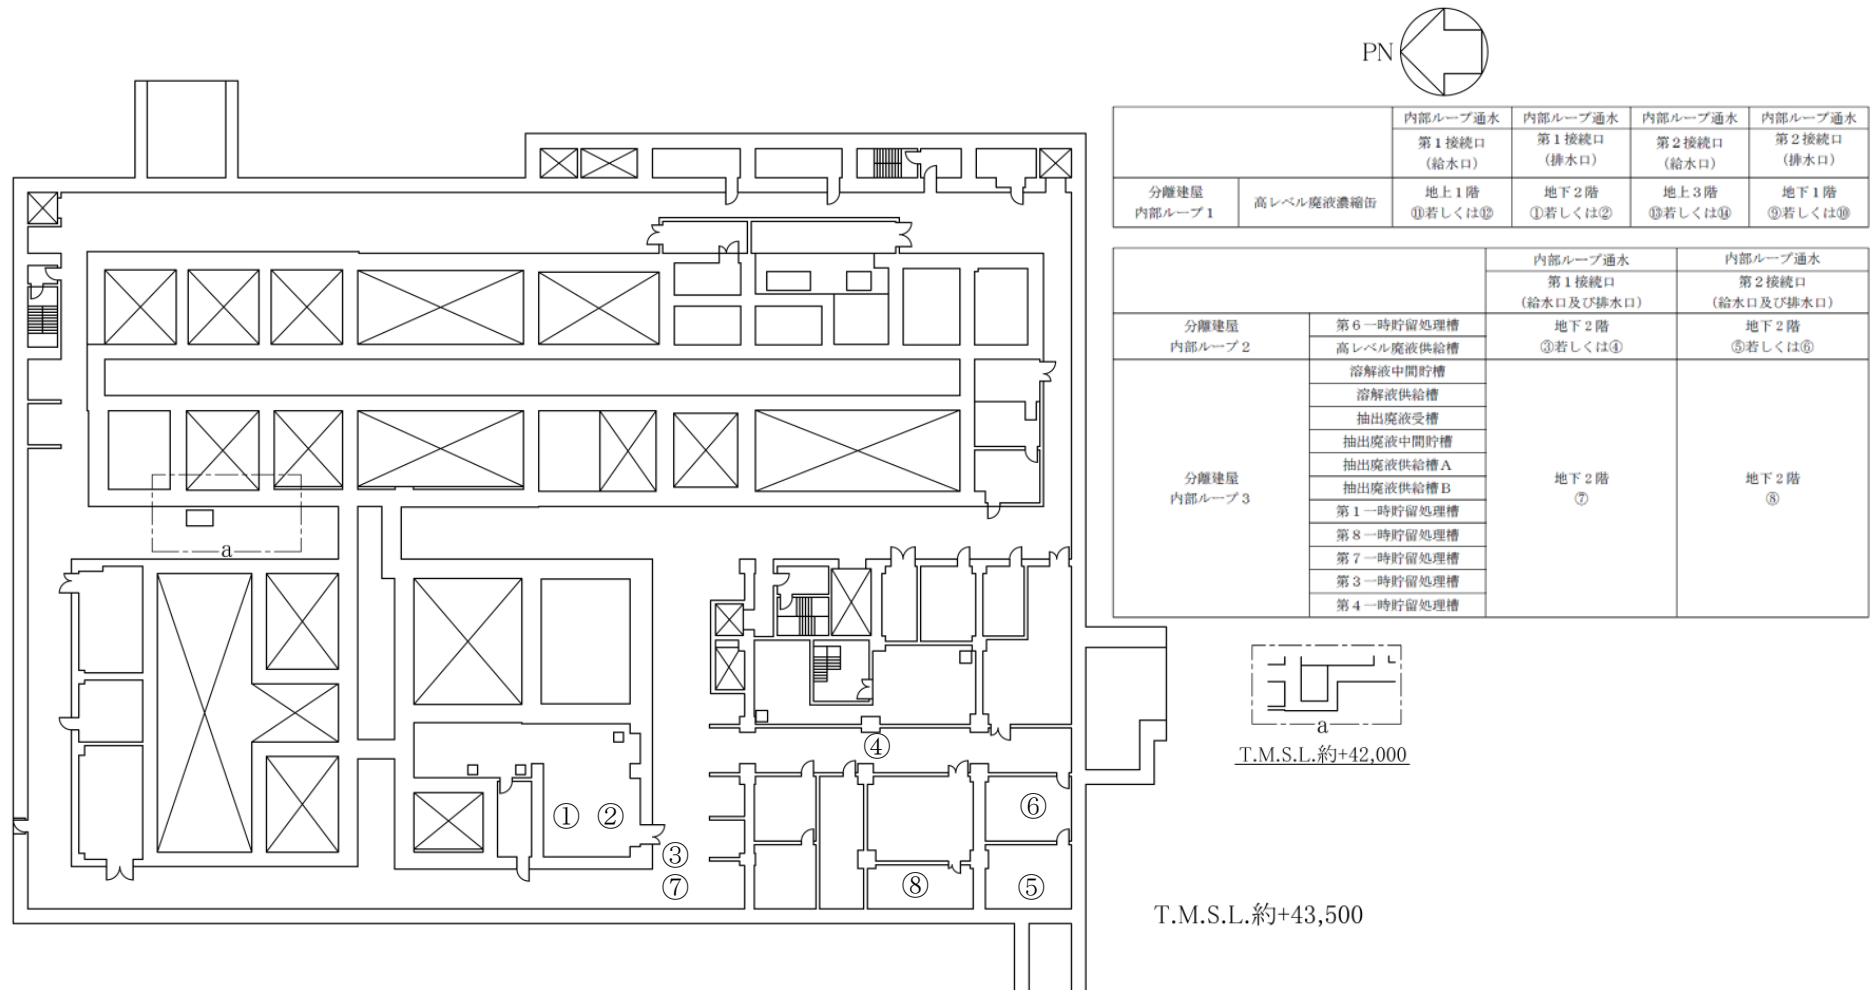 PN
内部ループ通水 内部ループ通水 内部ループ通水 内部ループ通水
第1接続口 第1接続口 第2接続口 第2接続口
(給水口) (排水口) (給水口) (排水口)
分離建屋 高レベル廃液濃縮缶 地上1階 地下2階 地上3階 地下1階
内部ループ1 ⑪若しくは⑫ ①若しくは② ⑬若しくは⑭ ⑨若しくは⑩
内部ループ通水 内部ループ通水
第1接続口 第2接続口
(給水口及び排水口) (給水口及び排水口)
分離建屋 第6一時貯留処理槽 地下2階 地下2階
内部ループ2 高レベル廃液供給槽 ③若しくは④ ⑤若しくは⑥
溶解液中間貯槽
溶解液供給槽
抽出廃液受槽
抽出廃液中間貯槽
抽出廃液供給槽A
分離建屋 抽出廃液供給槽B 地下2階 地下2階
内部ループ3 第1一時貯留処理槽 ⑦ ⑧
第8一時貯留処理槽
第7一時貯留処理槽
第3一時貯留処理槽
第4一時貯留処理槽
a
a
T.M.S.L.約+42,000
④
①
②
⑥
③
⑦
⑧
⑤
T.M.S.L.約+43,500